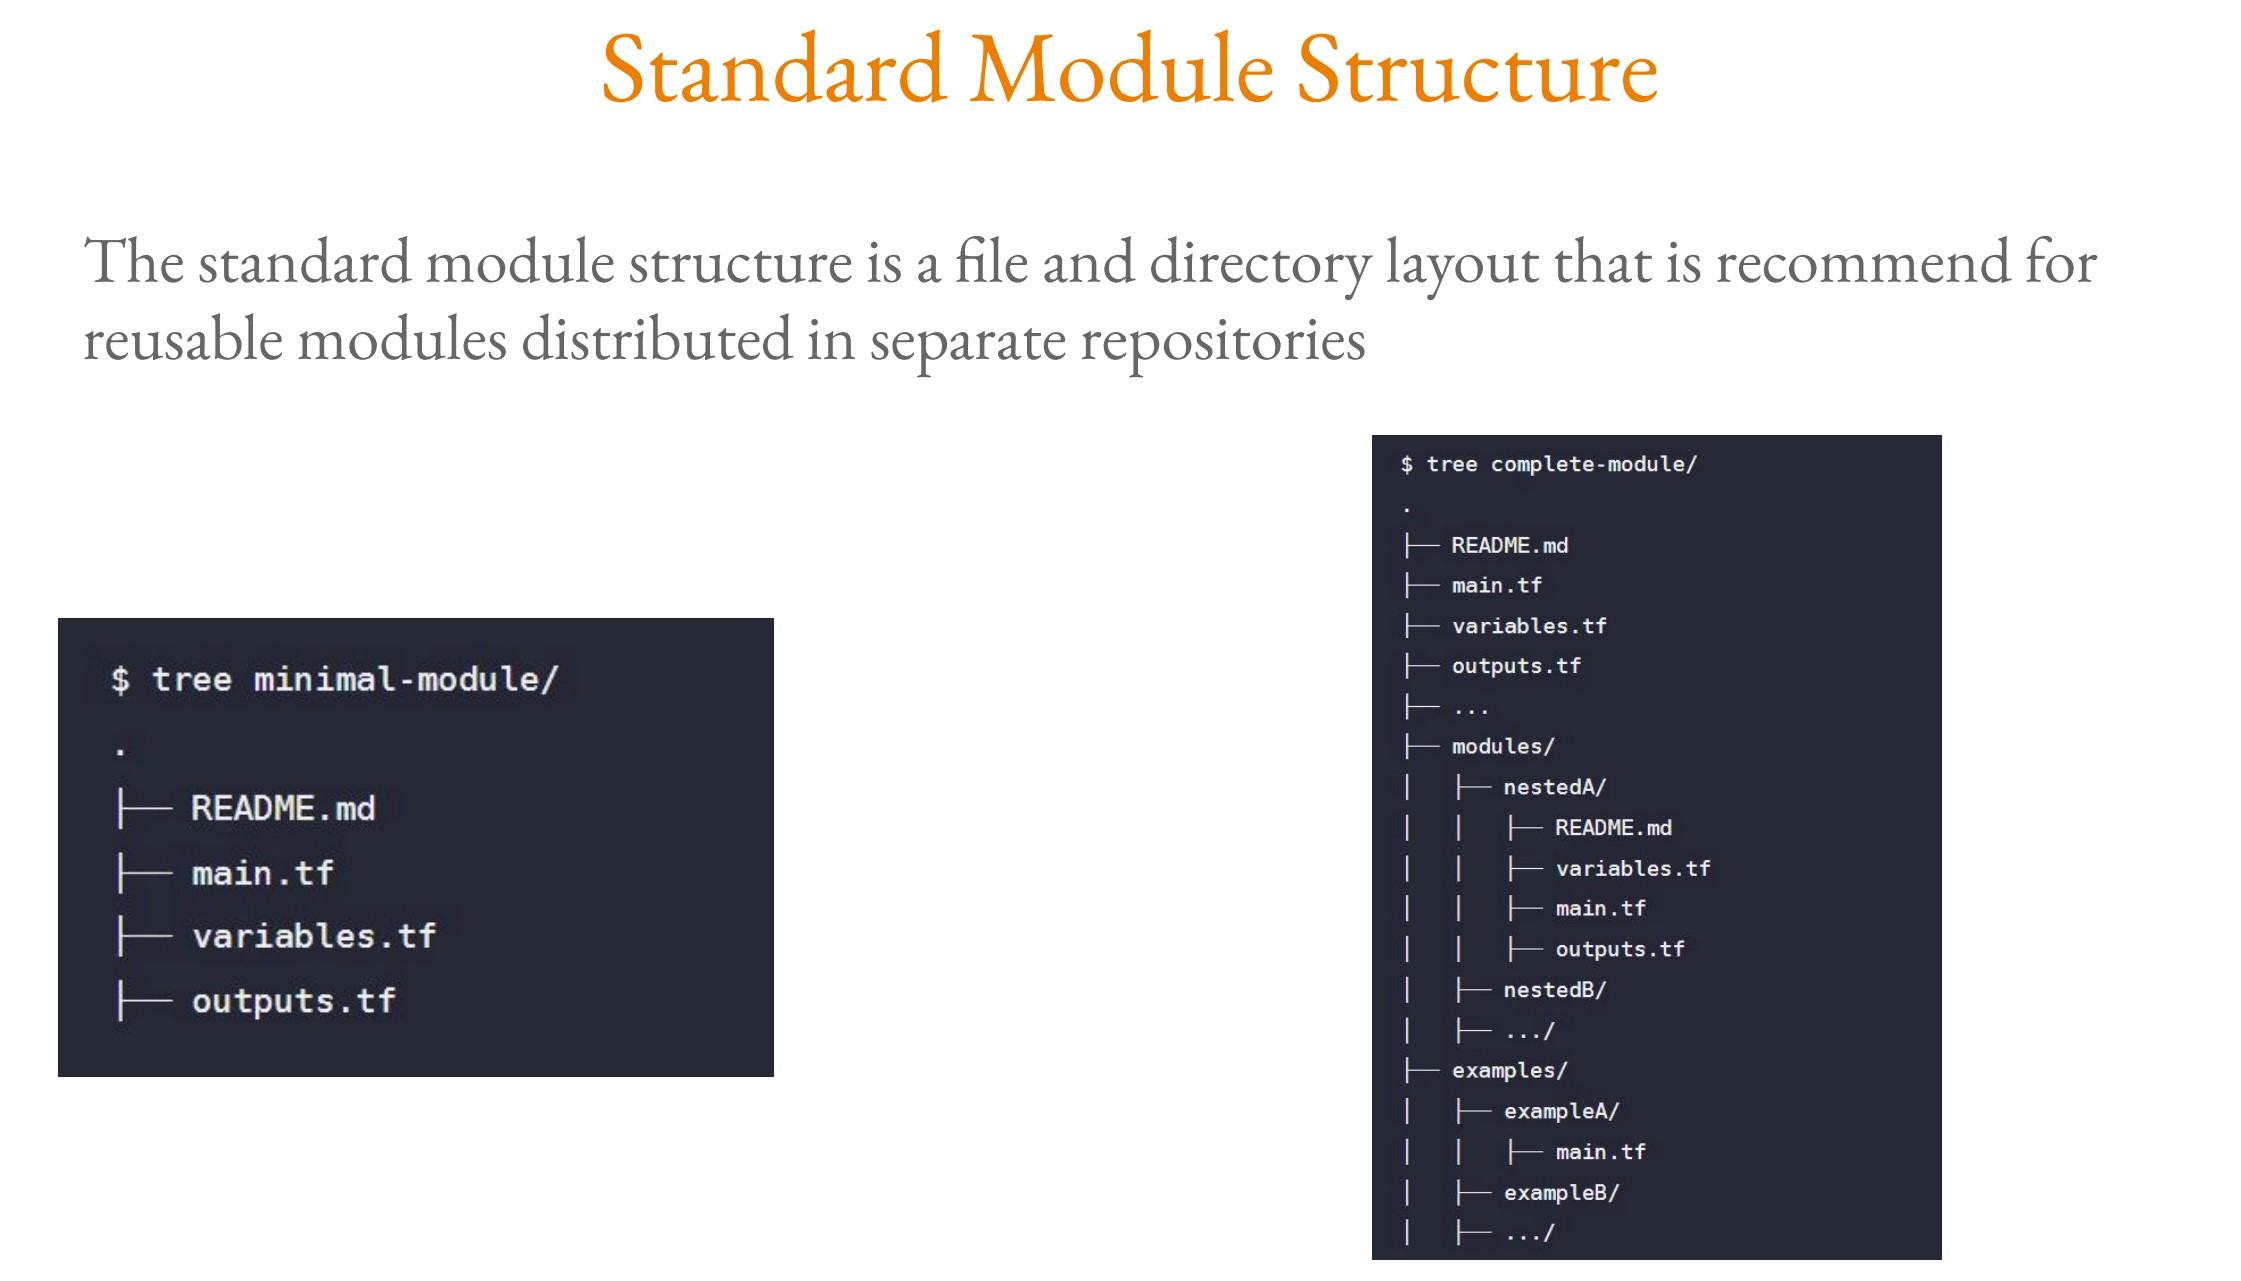 Standard Module Structure
The standard module structure is a file and directory layout that is recommend for
reusable modules distributed in separate repositories
$ tree minimal-module/
.
├── README.md
├── main.tf
├── variables.tf
├── outputs.tf
$ tree complete-module/
.
├── README.md
├── main.tf
├── variables.tf
├── outputs.tf
├── ...
├── modules/
│   ├── nestedA/
│   │   ├── README.md
│   │   ├── variables.tf
│   │   ├── main.tf
│   │   ├── outputs.tf
│   ├── nestedB/
│   ├── .../
├── examples/
│   ├── exampleA/
│   │   ├── main.tf
│   ├── exampleB/
│   ├── .../